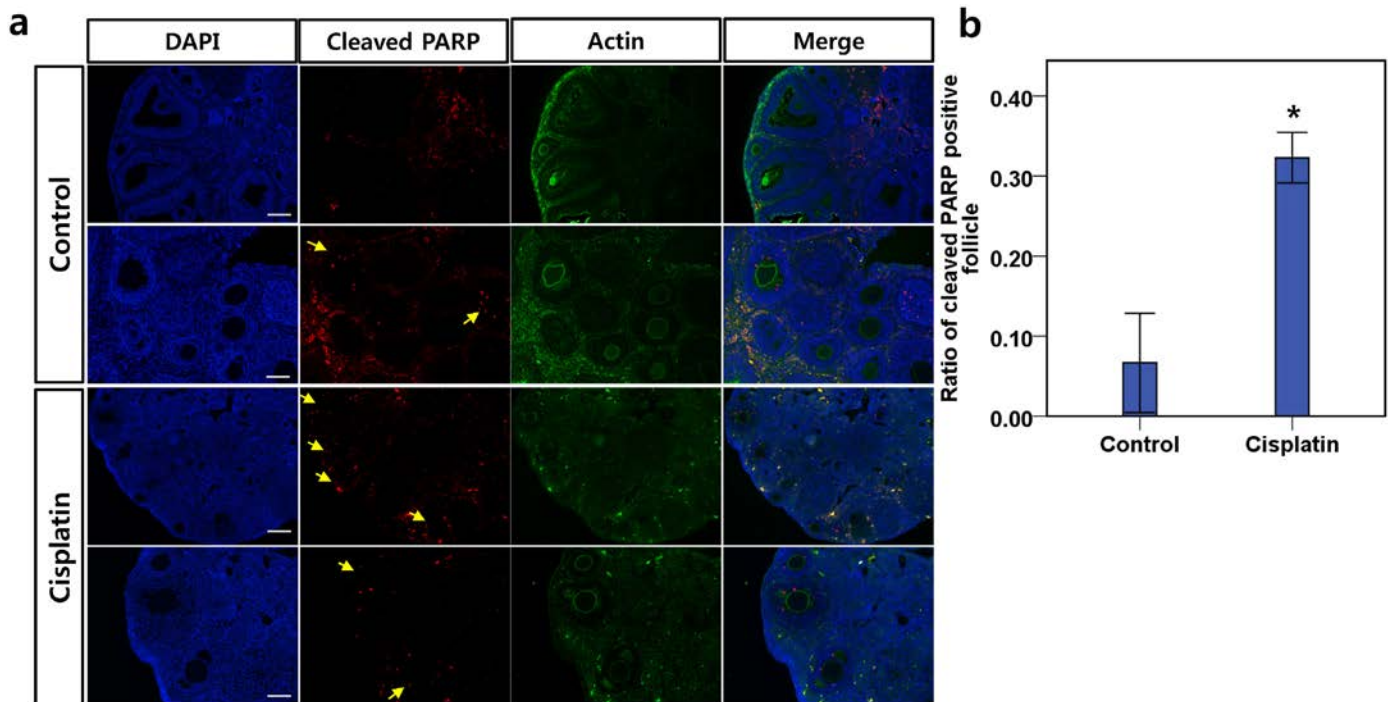 a
DAPI
Cleaved PARP
Actin
Merge
Control
Cisplatin
b
Ratio of cleaved PARP positive
follicle
0.40
0.30
0.20
0.10
0.00
*
Control
Cisplatin